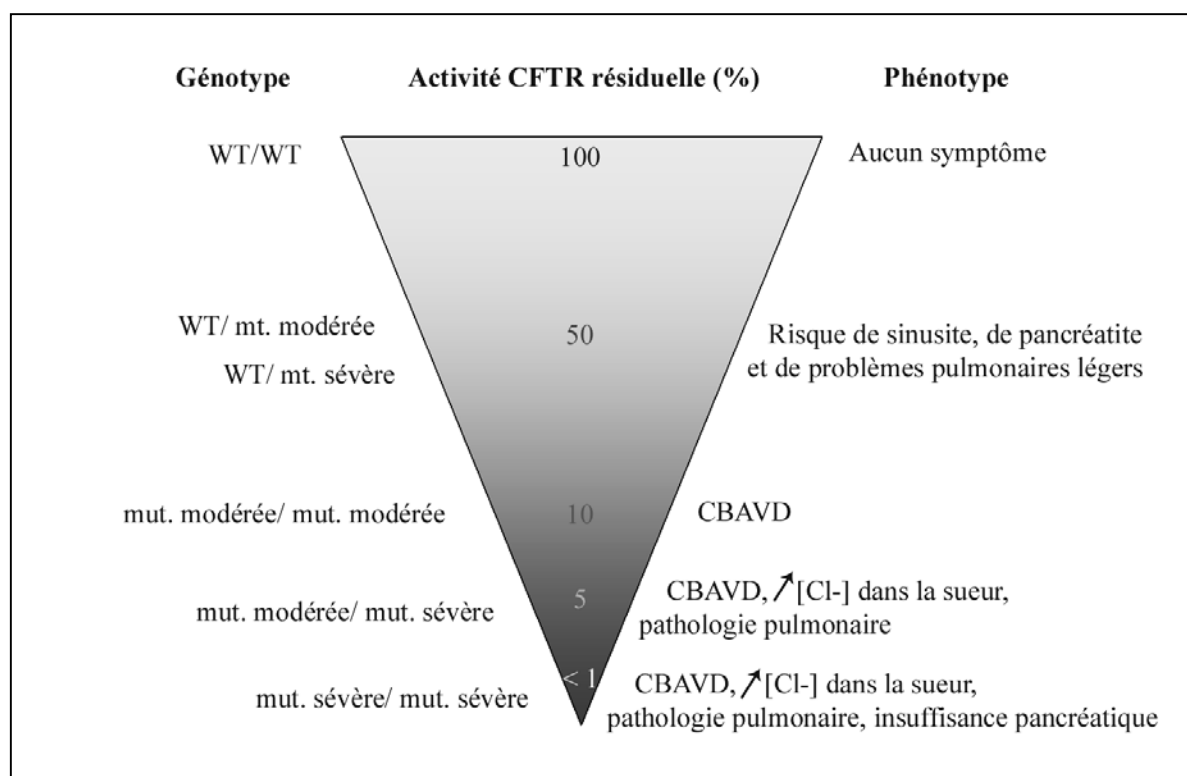 Génotype Activité CFTR résiduelle (%) Phénotype
WT/WT 100 Aucun symptôme
WT/ mt. modérée
WT/ mt. sévère
50
Risque de sinusite, de pancréatite
et de problèmes pulmonaires légers
mut. modérée/ mut. modérée 10 CBAVD
mut. modérée/ mut. sévère 5
CBAVD, ↗[Cl-] dans la sueur,
pathologie pulmonaire
mut. sévère/ mut. sévère < 1
CBAVD, ↗[Cl-] dans la sueur,
pathologie pulmonaire, insuffisance pancréatique